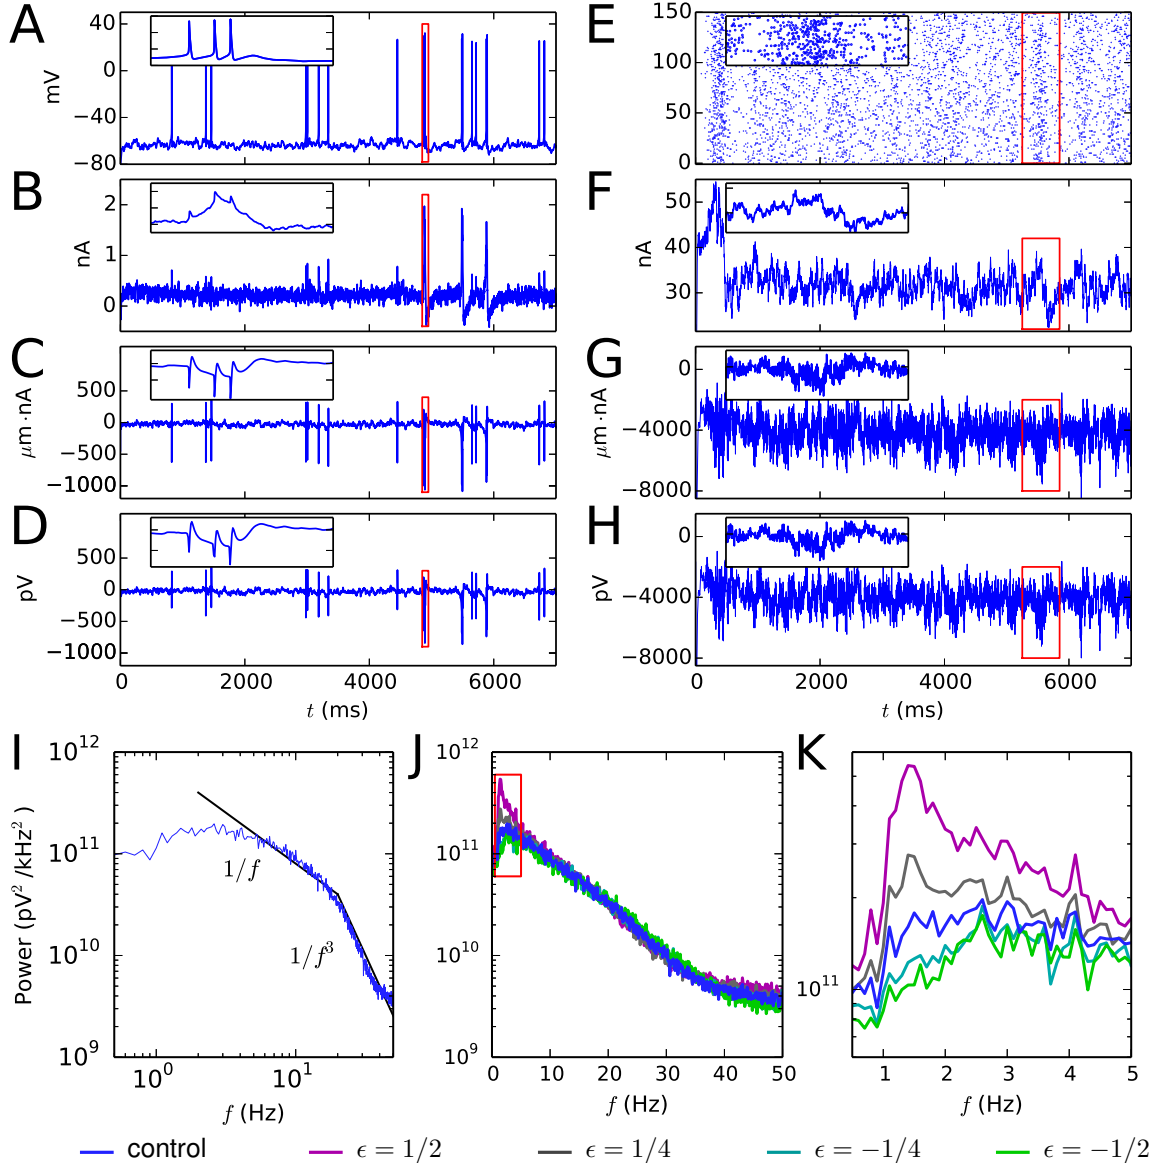 A
mV
40
0
−40
−80
B
nA
2
1
0
C
μm·nA
500
0
−500
−1000
D
pV
500
0
−500
−1000
0 2000 4000 6000
t (ms)
E
150
100
50
0
F
nA
50
40
30
G
μm·nA
0
−4000
−8000
H
pV
0
−4000
−8000
0 2000 4000 6000
t (ms)
I
Power (pV² /kHz² )
10¹²
10¹¹
10¹⁰
10⁹
1/f
1/f³
10⁰ 10¹
f (Hz)
J
10¹²
10¹¹
10¹⁰
10⁹
0 10 20 30 40 50
f (Hz)
K
10¹¹
1 2 3 4 5
f (Hz)
control ϵ = 1/2 ϵ = 1/4 ϵ = −1/4 ϵ = −1/2